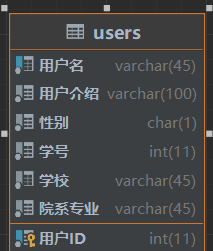 users
用户名 varchar(45)
用户介绍 varchar(100)
性别 char(1)
学号 int(11)
学校 varchar(45)
院系专业 varchar(45)
用户ID int(11)